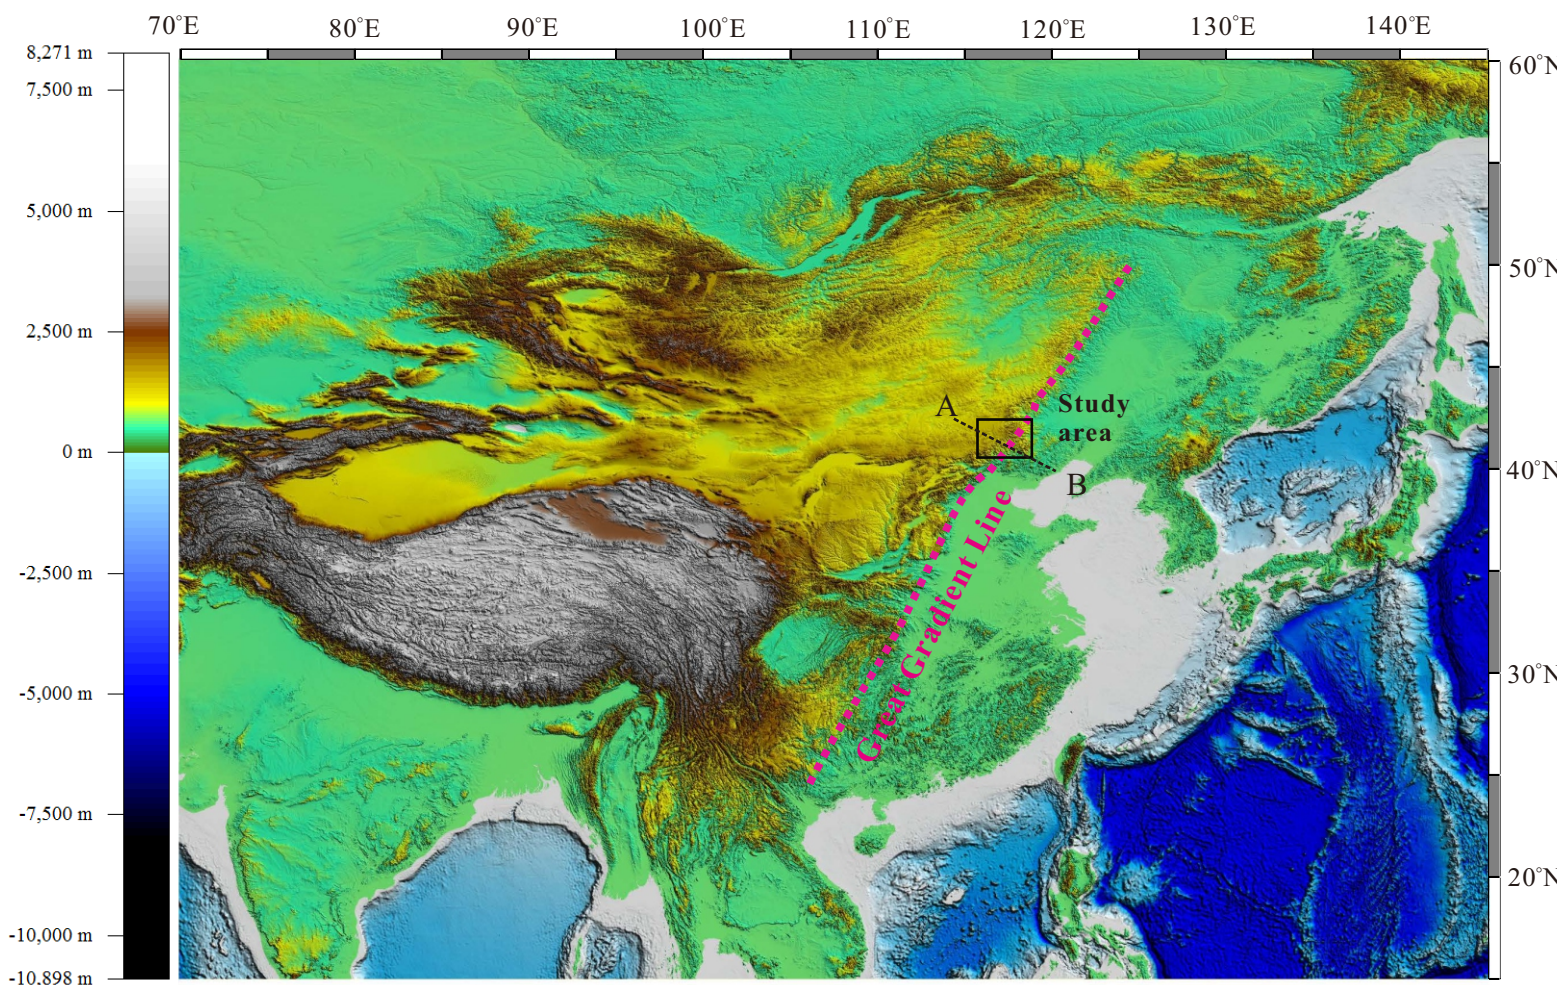 70°E 80°E 90°E 100°E 110°E 120°E 130°E 140°E
8,271 m
7,500 m
5,000 m
2,500 m
0 m
-2,500 m
-5,000 m
-7,500 m
-10,000 m
-10.898 m
60°N
50°N
40°N
30°N
20°N
A
Study
area
B
Great Gradient Line